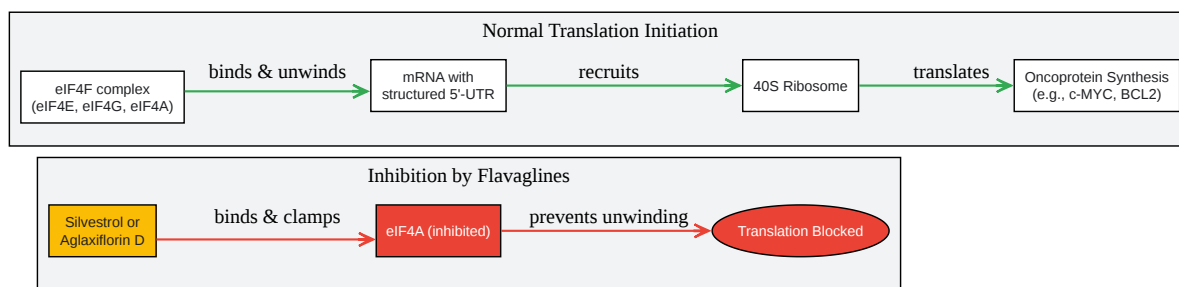 Normal Translation Initiation
eIF4F complex
(eIF4E, eIF4G, eIF4A)
binds & unwinds
mRNA with
structured 5'-UTR
recruits
40S Ribosome
translates
Oncoprotein Synthesis
(e.g., c-MYC, BCL2)
Inhibition by Flavaglines
Silvestrol or
Aglaxiflorin D
binds & clamps
eIF4A (inhibited)
prevents unwinding
Translation Blocked